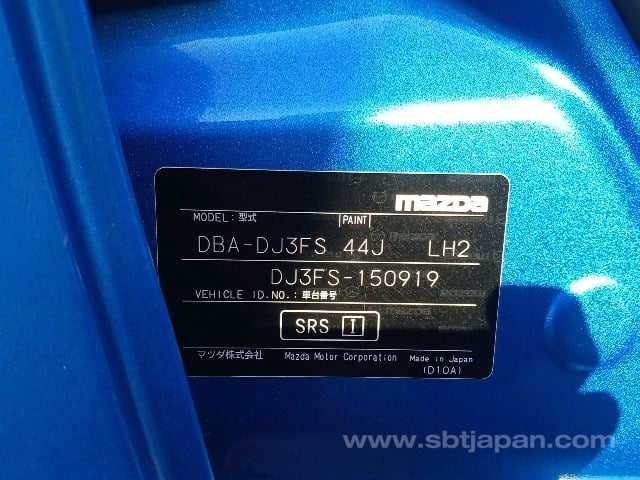 mazda
MODEL:型式 PAINT
DBA-DJ3FS 44J LH2
DJ3FS-150919
VEHICLE ID.NO.:車台番号
SRS I
マツダ株式会社 Mazda Motor Corporation Made in Japan
(D10A)
www.sbtjapan.com